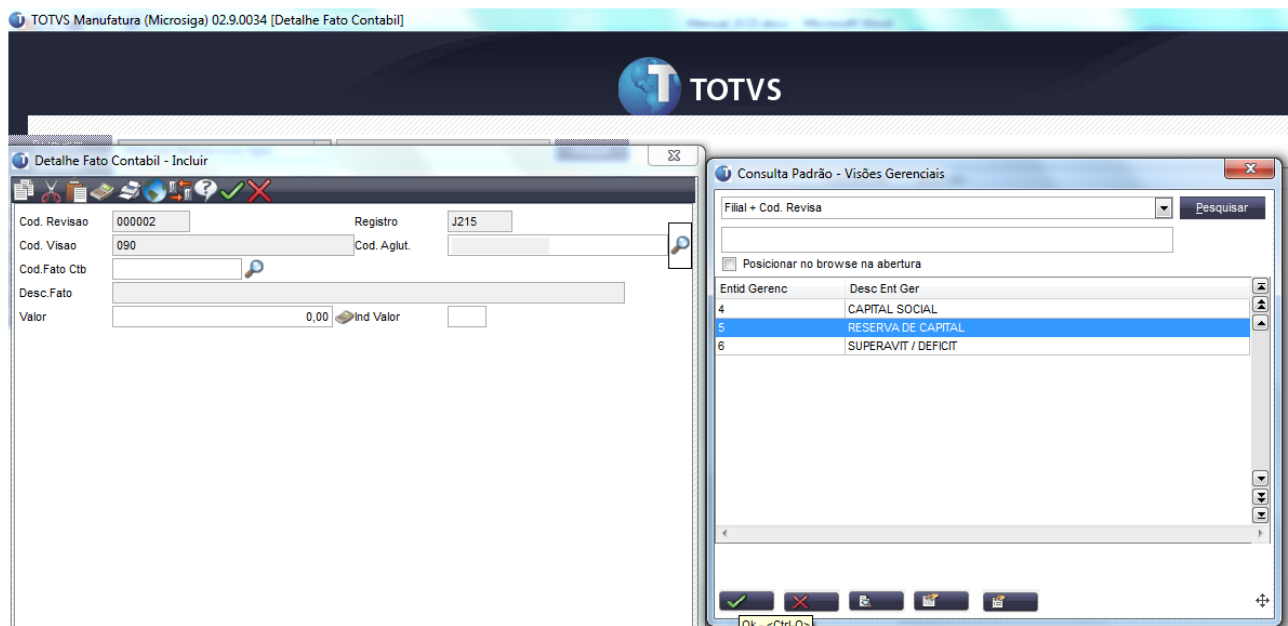 TOTVS Manufatura (Microsiga) 02.9.0034 [Detalhe Fato Contabil]
TOTVS
Detalhe Fato Contabil - Incluir
Cod. Revisao 000002 Registro J215
Cod. Visao 090 Cod. Aglut.
Cod.Fato Ctb
Desc.Fato
Valor 0,00 Ind Valor
Consulta Padrão - Visões Gerenciais
Filial + Cod. Revisa Pesquisar
Posicionar no browse na abertura
Entid Gerenc Desc Ent Ger
4 CAPITAL SOCIAL
5 RESERVA DE CAPITAL
6 SUPERAVIT / DEFICIT
Ok - <Ctrl-O>